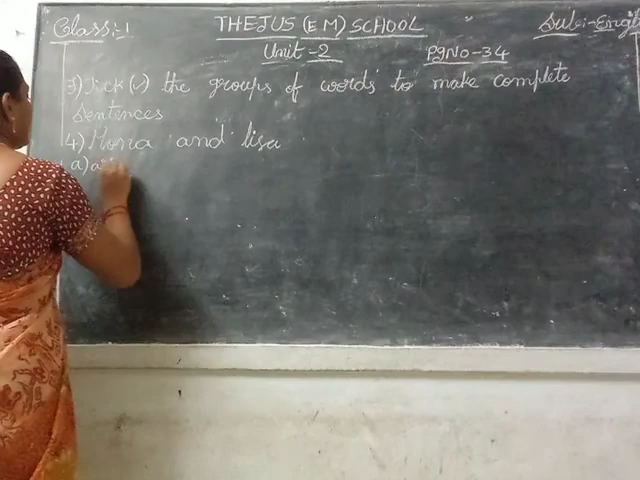 Class:-1 THEJUS (E M) SCHOOL Sub:-Engl
Unit-2 PgNo-34
3) Tick (✓) the groups of words to make complete
sentences
4) Mona and lisa
a) a